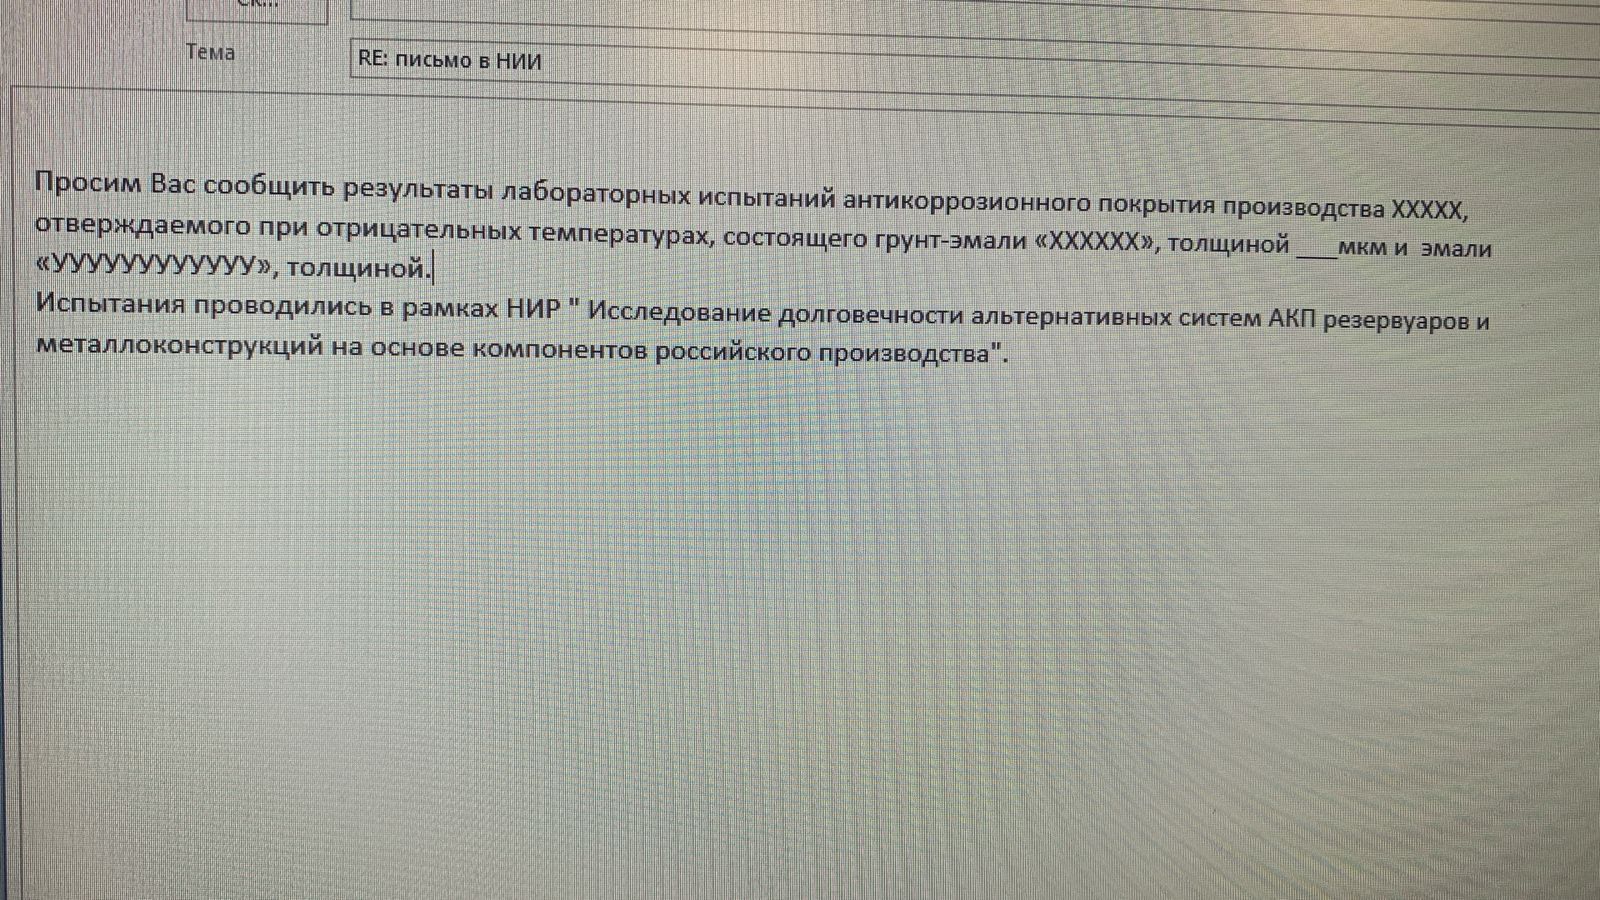 Тема
RE: письмо в НИИ
Просим Вас сообщить результаты лабораторных испытаний антикоррозионного покрытия производства ХХХХХ,
отверждаемого при отрицательных температурах, состоящего грунт-эмали «ХХХХХХ», толщиной ____мкм и  эмали
«УУУУУУУУУУУУ», толщиной.
Испытания проводились в рамках НИР " Исследование долговечности альтернативных систем АКП резервуаров и
металлоконструкций на основе компонентов российского производства".